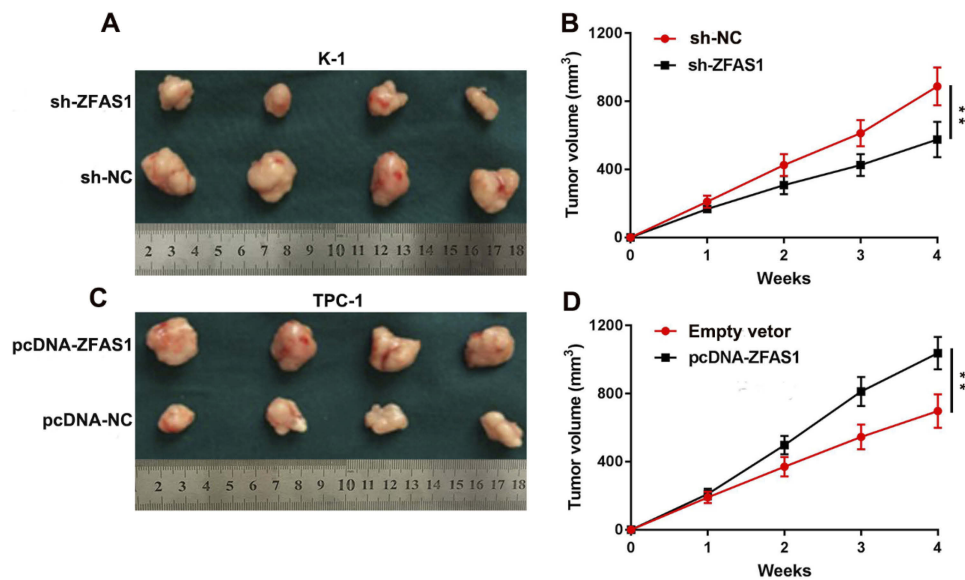 A
K-1
sh-ZFAS1
sh-NC
2 3 4 5 6 7 8 9 10 11 12 13 14 15 16 17 18
B
sh-NC
sh-ZFAS1
1200
800
400
0
Tumor volume (mm³)
0 1 2 3 4
Weeks
**
C
TPC-1
pcDNA-ZFAS1
pcDNA-NC
2 3 4 5 6 7 8 9 10 11 12 13 14 15 16 17 18
D
Empty vetor
pcDNA-ZFAS1
1200
800
400
0
Tumor volume (mm³)
0 1 2 3 4
Weeks
**